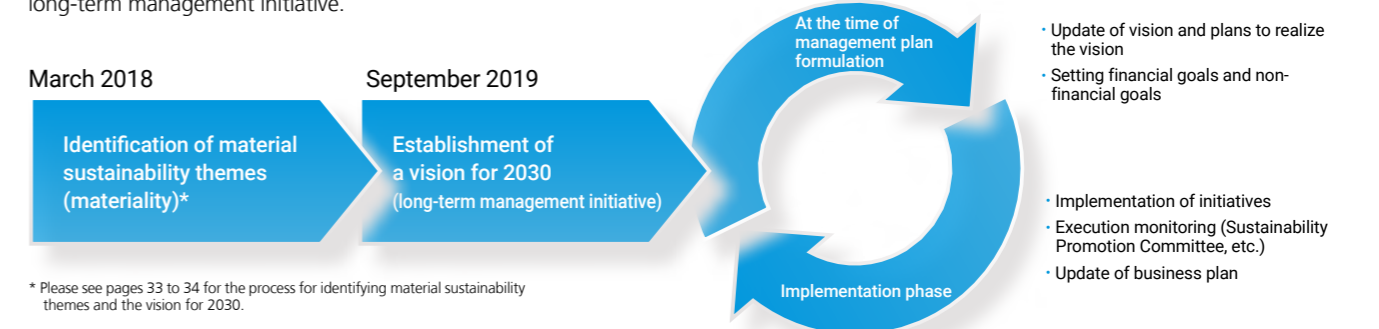 long-term management initiative.
March 2018
September 2019
Identification of material
sustainability themes
(materiality)*
Establishment of
a vision for 2030
(long-term management initiative)
At the time of
management plan
formulation
· Update of vision and plans to realize
the vision
· Setting financial goals and non-
financial goals
Implementation phase
· Implementation of initiatives
· Execution monitoring (Sustainability
Promotion Committee, etc.)
· Update of business plan
* Please see pages 33 to 34 for the process for identifying material sustainability
themes and the vision for 2030.